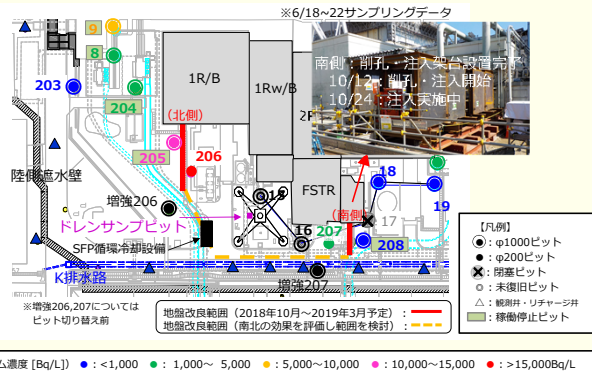 ※6/18~22サンプリングデータ
9
8
203
204
205
206
(北側)
1R/B
1Rw/B
南側:削孔・注入架台設置完了
10/12:削孔・注入開始
10/24:注入実施中
陸側遮水壁
増強206
ドレンサンプピット
SFP循環冷却設備
K排水路
FSTR
15
16
(南側)
207
17
18
19
208
増強207
※増強206,207については
ピット切り替え前
地盤改良範囲(2018年10月~2019年3月予定):
地盤改良範囲(南北の効果を評価し範囲を検討):
【凡例】
:φ1000ピット
:φ200ピット
:閉塞ピット
:未復旧ピット
:観測井・リチャージ井
:稼働停止ピット
ム濃度 [Bq/L]) ●:<1,000 ●:1,000~ 5,000 ●:5,000~10,000 ●:10,000~15,000 ●:>15,000Bq/L